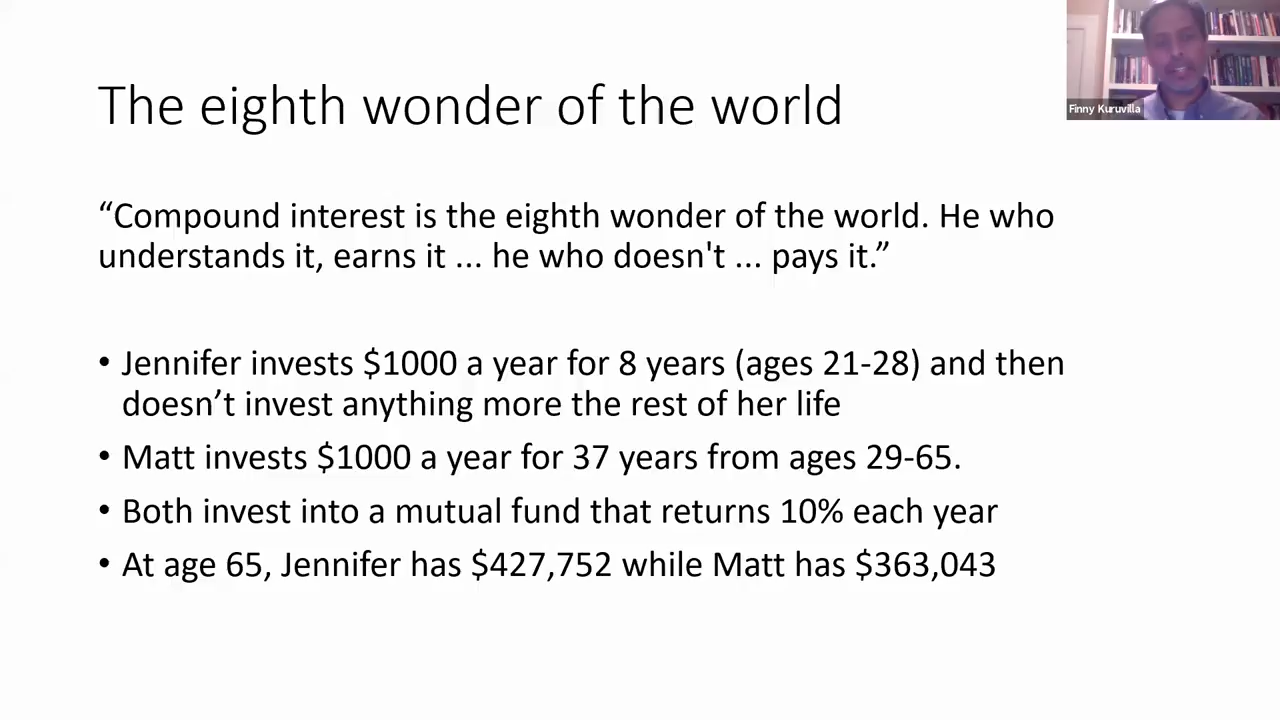 The eighth wonder of the world
Finny Kuruvilla
“Compound interest is the eighth wonder of the world. He who
understands it, earns it ... he who doesn't ... pays it.”
• Jennifer invests $1000 a year for 8 years (ages 21-28) and then
doesn’t invest anything more the rest of her life
• Matt invests $1000 a year for 37 years from ages 29-65.
• Both invest into a mutual fund that returns 10% each year
• At age 65, Jennifer has $427,752 while Matt has $363,043